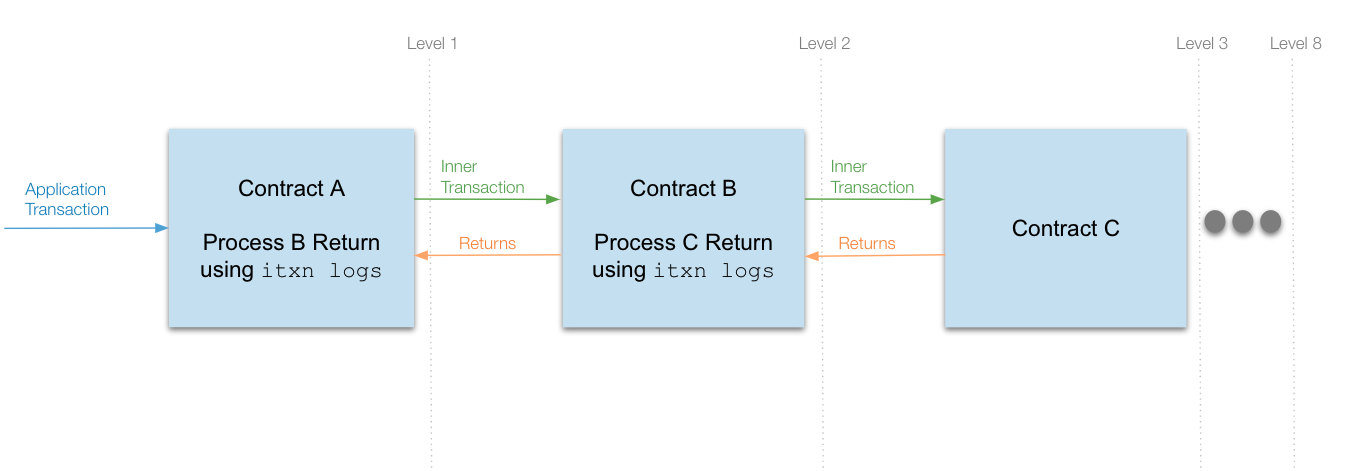 Level 1
Level 2
Level 3
Level 8
Application
Transaction
Contract A
Process B Return
using itxn logs
Inner
Transaction
Returns
Contract B
Process C Return
using itxn logs
Inner
Transaction
Returns
Contract C